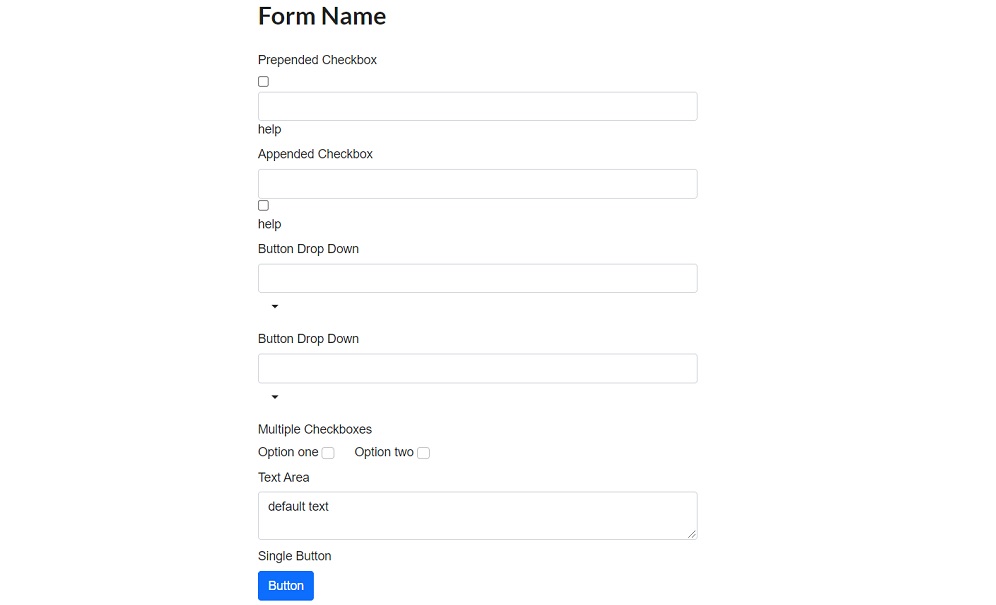 Form Name
Prepended Checkbox
help
Appended Checkbox
help
Button Drop Down
Button Drop Down
Multiple Checkboxes
Option one Option two
Text Area
default text
Single Button
Button